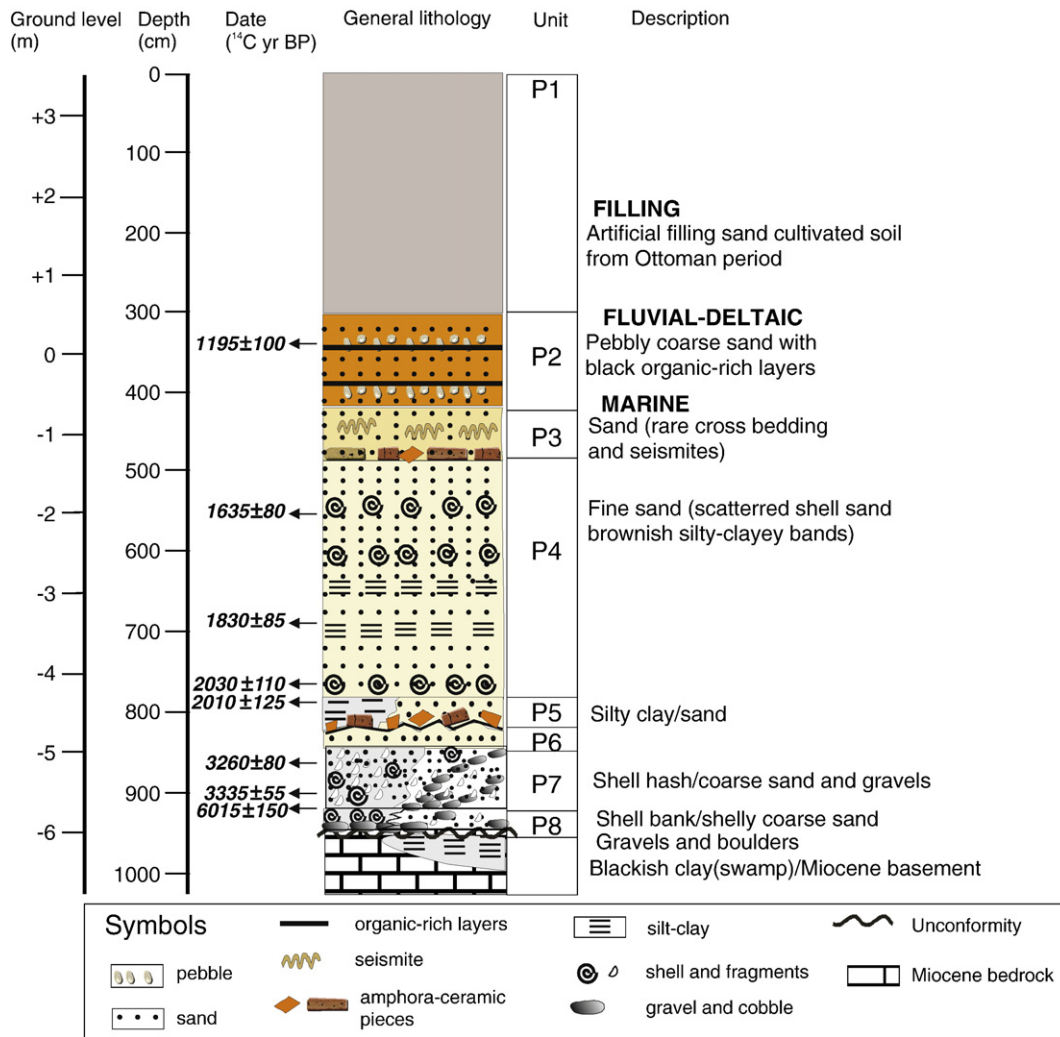 Ground level
(m)
Depth
(cm)
Date
(¹⁴C yr BP)
General lithology
Unit
Description
+3
+2
+1
0
-1
-2
-3
-4
-5
-6
0
100
200
300
400
500
600
700
800
900
1000
1195±100
1635±80
1830±85
2030±110
2010±125
3260±80
3335±55
6015±150
P1
P2
P3
P4
P5
P6
P7
P8
FILLING
Artificial filling sand cultivated soil
from Ottoman period
FLUVIAL-DELTAIC
Pebbly coarse sand with
black organic-rich layers
MARINE
Sand (rare cross bedding
and seismites)
Fine sand (scatterred shell sand
brownish silty-clayey bands)
Silty clay/sand
Shell hash/coarse sand and gravels
Shell bank/shelly coarse sand
Gravels and boulders
Blackish clay(swamp)/Miocene basement
Symbols
pebble
sand
organic-rich layers
seismite
amphora-ceramic
pieces
silt-clay
shell and fragments
gravel and cobble
Unconformity
Miocene bedrock